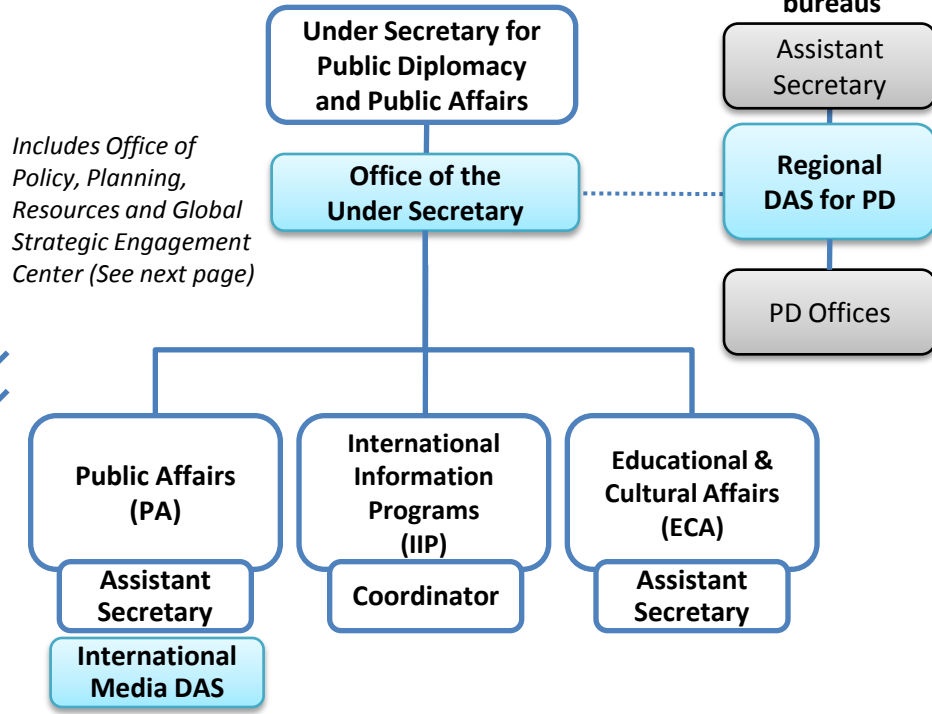 bureaus
Under Secretary for
Public Diplomacy
and Public Affairs
Assistant
Secretary
Includes Office of
Policy, Planning,
Resources and Global
Strategic Engagement
Center (See next page)
Office of the
Under Secretary
Regional
DAS for PD
PD Offices
Public Affairs
(PA)
International
Information
Programs
(IIP)
Educational &
Cultural Affairs
(ECA)
Assistant
Secretary
Coordinator
Assistant
Secretary
International
Media DAS